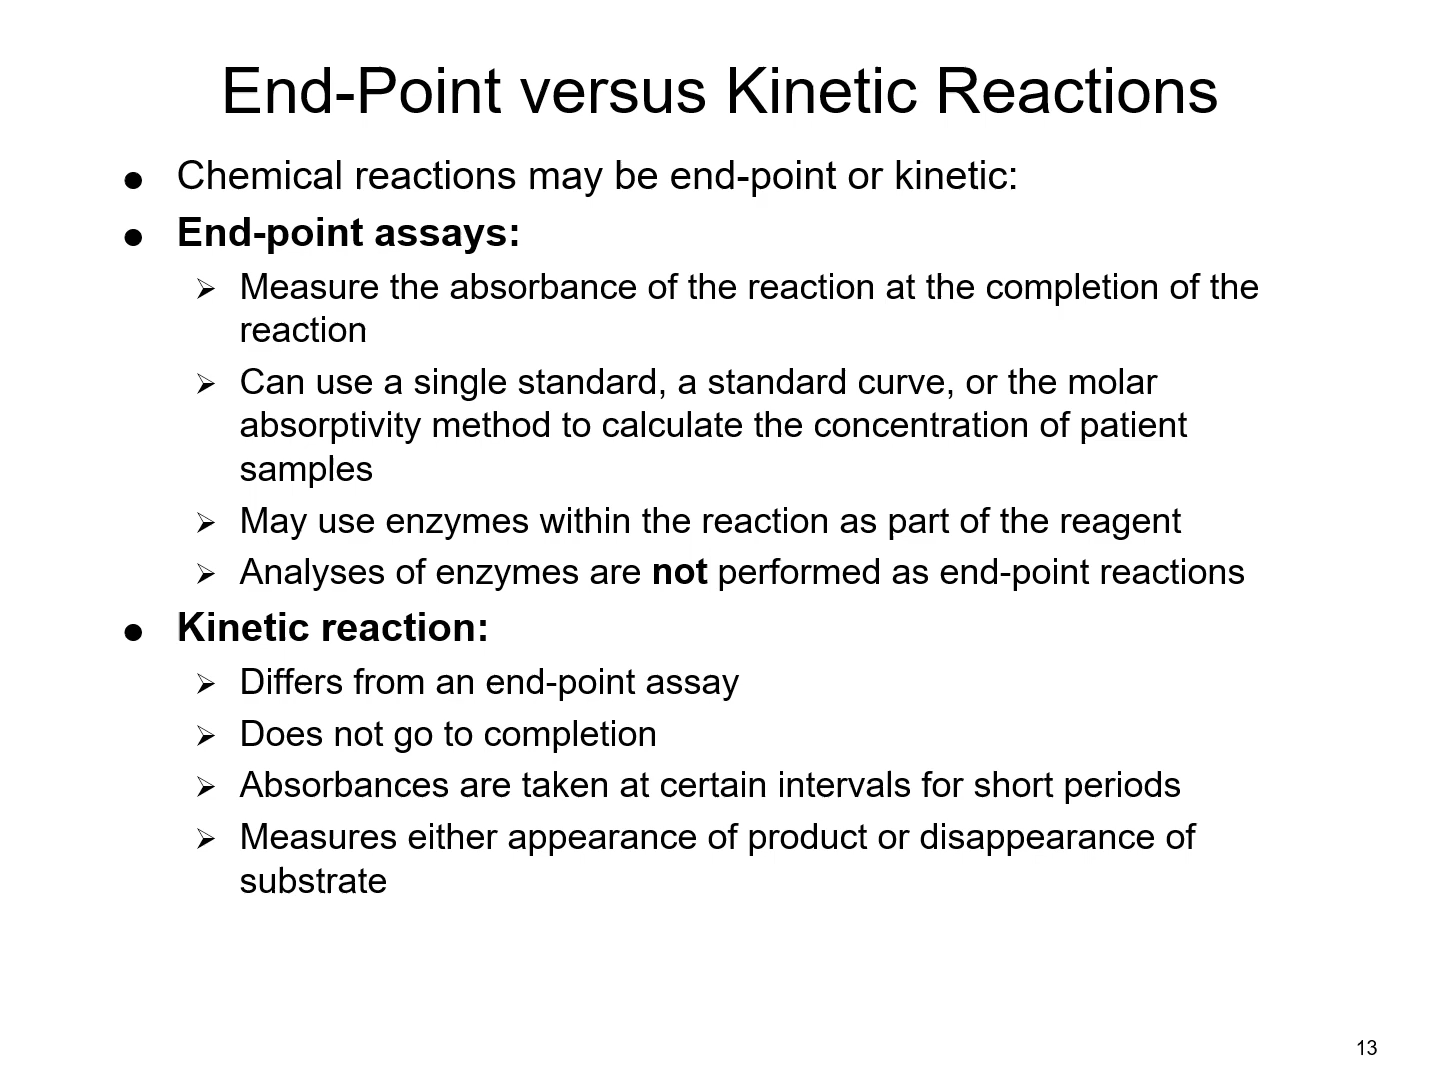 End-Point versus Kinetic Reactions
● Chemical reactions may be end-point or kinetic:
● End-point assays:
➢ Measure the absorbance of the reaction at the completion of the
reaction
➢ Can use a single standard, a standard curve, or the molar
absorptivity method to calculate the concentration of patient
samples
➢ May use enzymes within the reaction as part of the reagent
➢ Analyses of enzymes are not performed as end-point reactions
● Kinetic reaction:
➢ Differs from an end-point assay
➢ Does not go to completion
➢ Absorbances are taken at certain intervals for short periods
➢ Measures either appearance of product or disappearance of
substrate
13